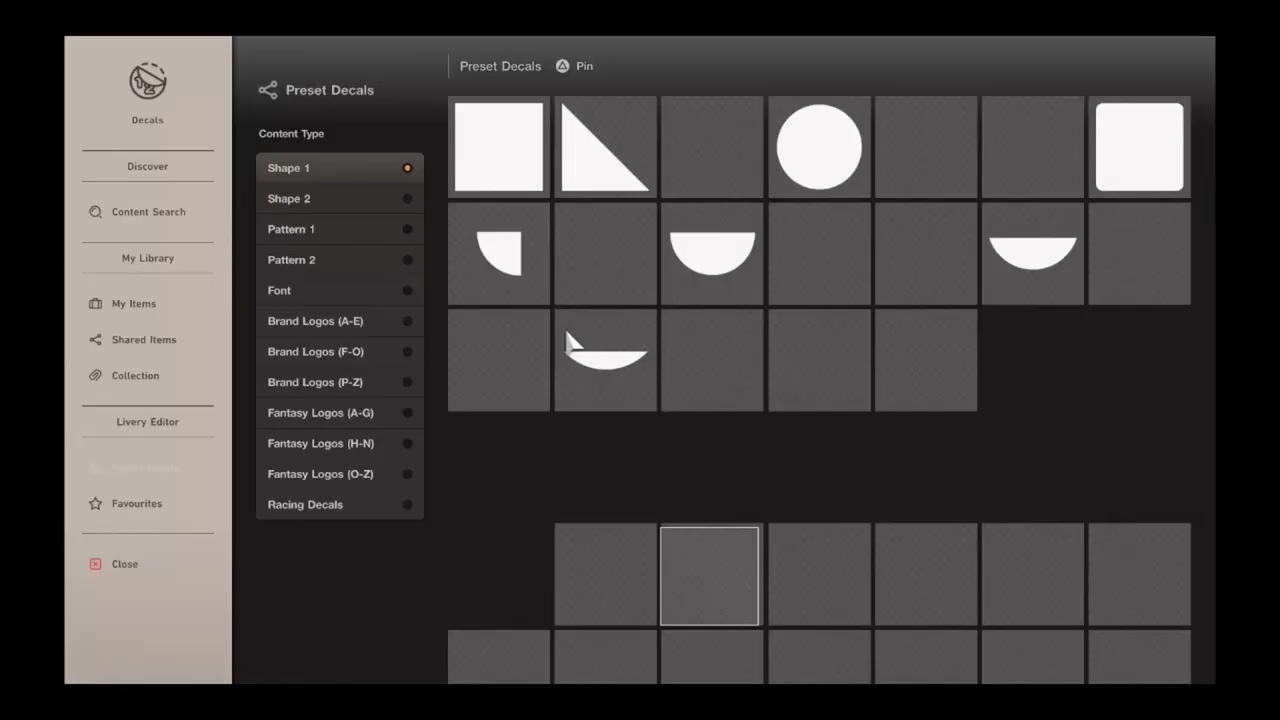 Decals
Discover
Content Search
My Library
My Items
Shared Items
Collection
Livery Editor
Favourites
Close
Preset Decals
Content Type
Shape 1
Shape 2
Pattern 1
Pattern 2
Font
Brand Logos (A-E)
Brand Logos (F-O)
Brand Logos (P-Z)
Fantasy Logos (A-G)
Fantasy Logos (H-N)
Fantasy Logos (O-Z)
Racing Decals
Preset Decals Pin